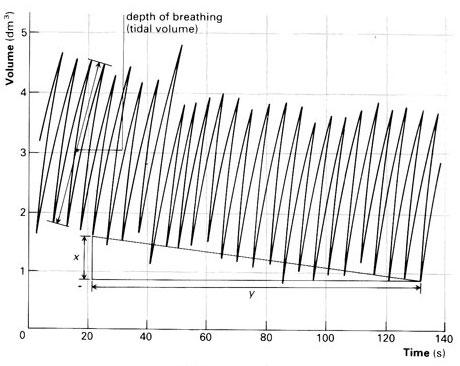 Volume (dm³)
depth of breathing
(tidal volume)
5
4
3
2
1
0
x
y
0 20 40 60 80 100 120 140
Time (s)